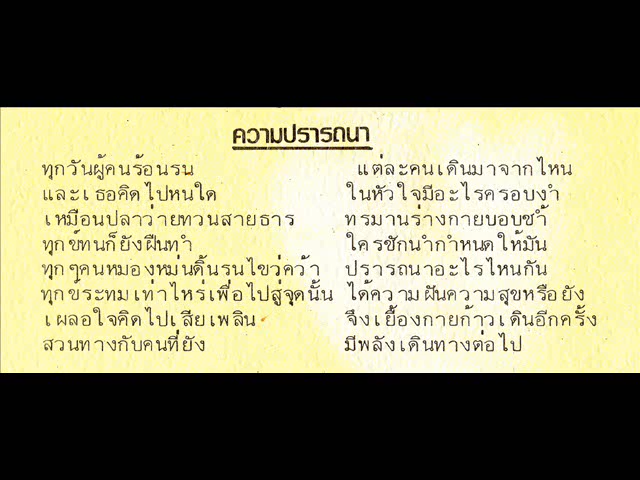 ความปรารถนา
ทุกวันผู้คนร้อนรน แต่ละคนเดินมาจากไหน
และเธอคิดไปหนใด ในหัวใจมีอะไรครอบงำ
เหมือนปลาว่ายทวนสายธาร ทรมานร่างกายบอบช้ำ
ทุกข์ทนก็ยังฝืนทำ ใครชักนำกำหนดให้มัน
ทุกๆคนหมองหม่นดิ้นรนไขว่คว้า ปรารถนาอะไรไหนกัน
ทุกข์ระทมเท่าไหร่เพื่อไปสู่จุดนั้น ได้ความฝันความสุขหรือยัง
เผลอใจคิดไปเสียเพลิน จึงเยื้องกายก้าวเดินอีกครั้ง
สวนทางกับคนที่ยัง มีพลังเดินทางต่อไป